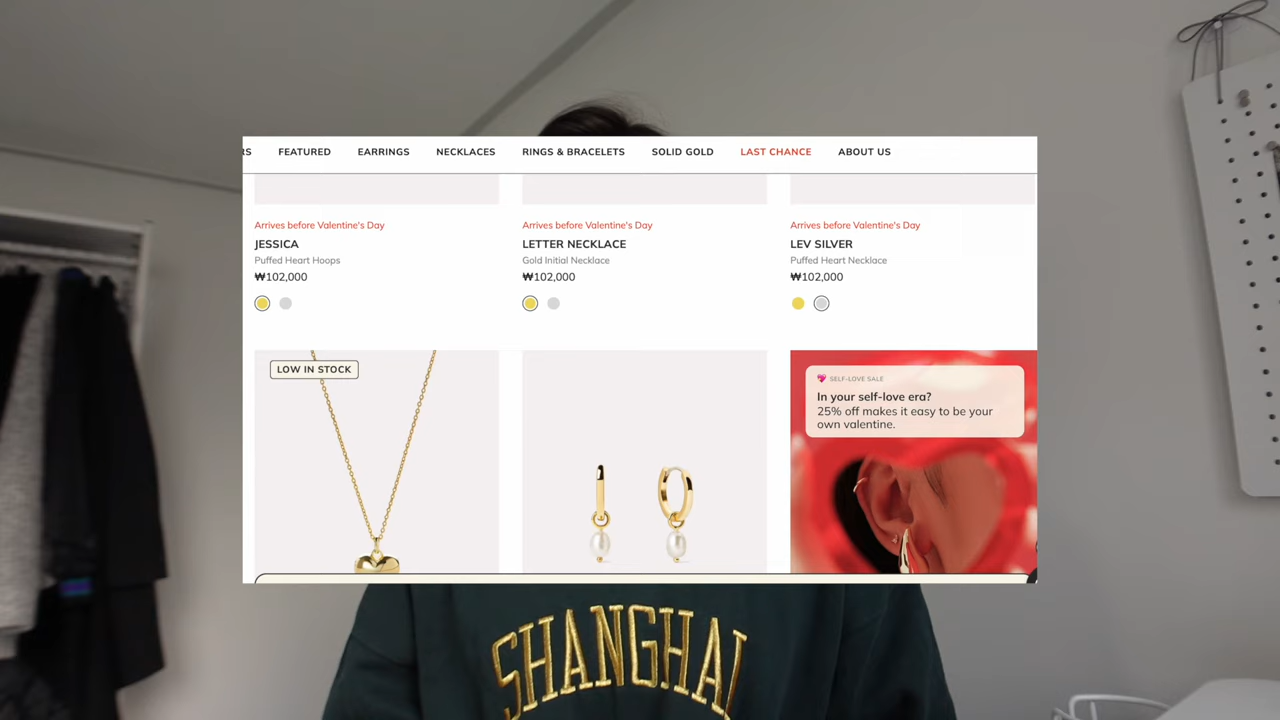 RS FEATURED EARRINGS NECKLACES RINGS & BRACELETS SOLID GOLD LAST CHANCE ABOUT US
Arrives before Valentine's Day
JESSICA
Puffed Heart Hoops
₩102,000
Arrives before Valentine's Day
LETTER NECKLACE
Gold Initial Necklace
₩102,000
Arrives before Valentine's Day
LEV SILVER
Puffed Heart Necklace
₩102,000
LOW IN STOCK
SELF-LOVE SALE
In your self-love era?
25% off makes it easy to be your
own valentine.
SHANGHAI